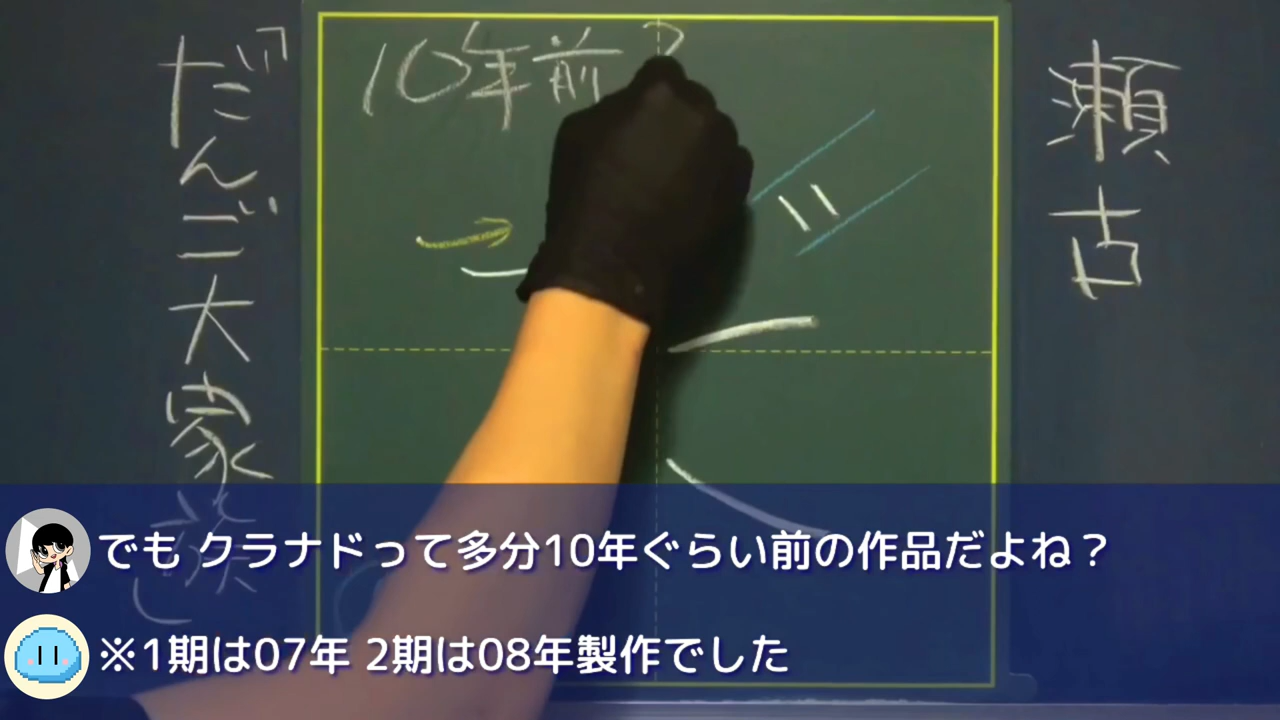 「だんご大家族」
10年前?
瀬古
でも クラナドって多分10年ぐらい前の作品だよね？
※1期は07年 2期は08年製作でした